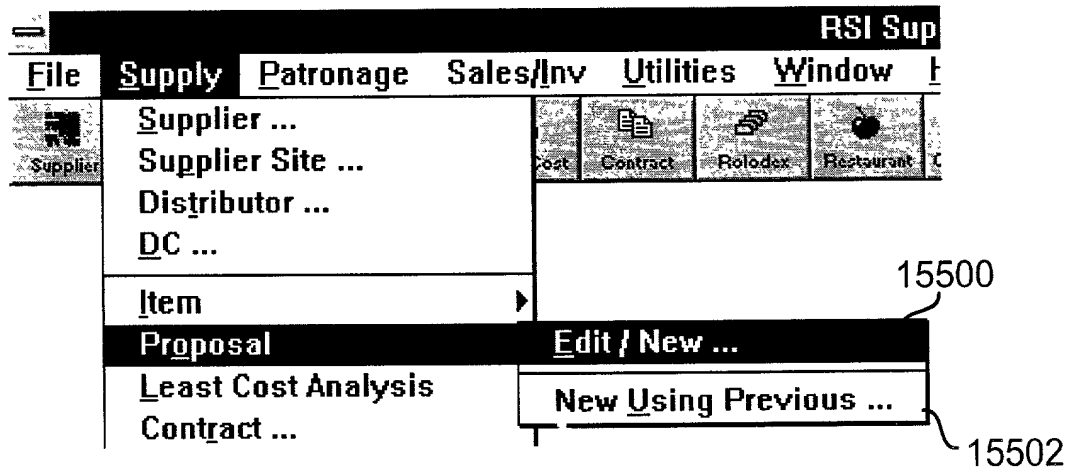 RSI Sup
File Supply Patronage Sales/Inv Utilities Window
Supplier Cost Contract Rolodex Restaurant
Supplier ...
Supplier Site ...
Distributor ...
DC ...
Item
Proposal
Least Cost Analysis
Contract ...
15500
Edit / New ...
New Using Previous ...
15502